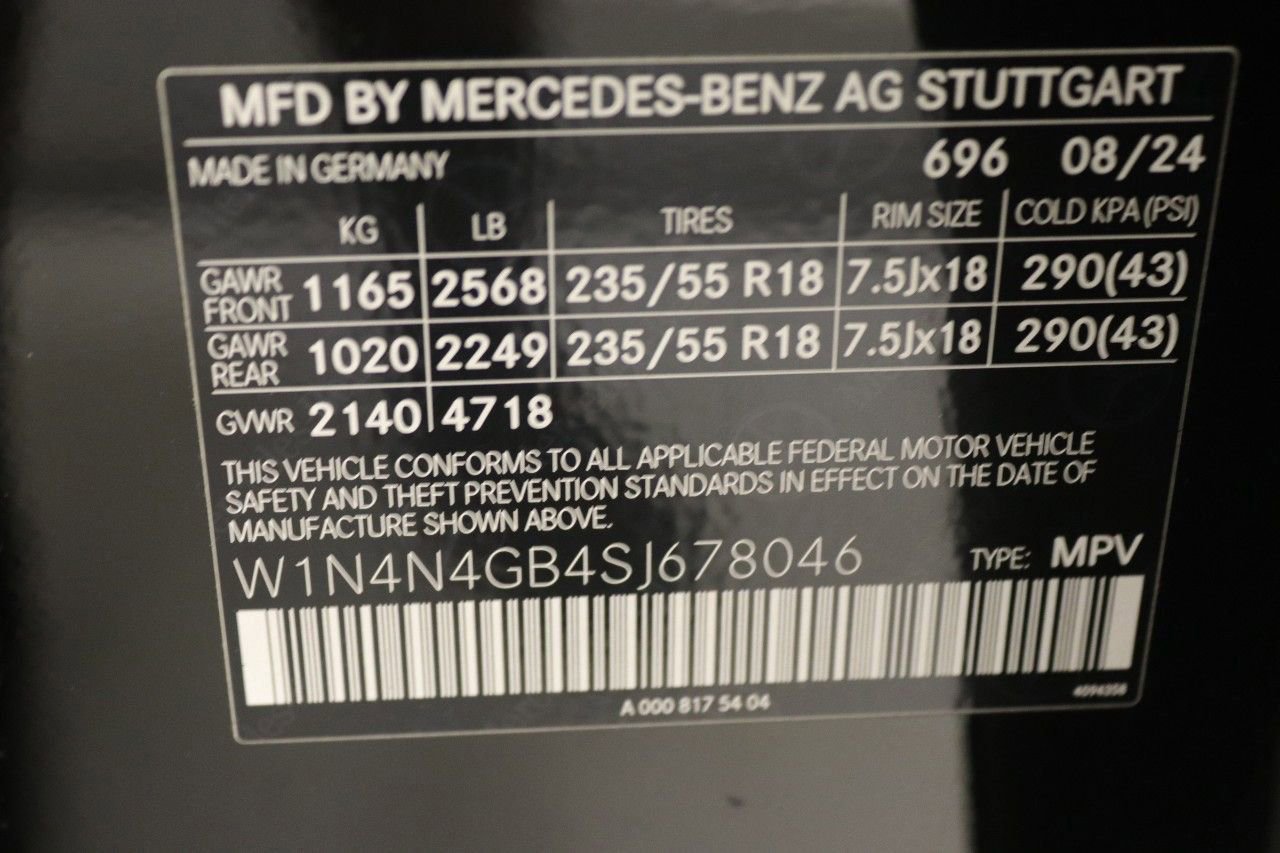 MFD BY MERCEDES-BENZ AG STUTTGART
MADE IN GERMANY 696 08/24
KG LB TIRES RIM SIZE COLD KPA (PSI)
GAWR FRONT 1165 2568 235/55 R18 7.5Jx18 290(43)
GAWR REAR 1020 2249 235/55 R18 7.5Jx18 290(43)
GVWR 2140 4718
THIS VEHICLE CONFORMS TO ALL APPLICABLE FEDERAL MOTOR VEHICLE
SAFETY AND THEFT PREVENTION STANDARDS IN EFFECT ON THE DATE OF
MANUFACTURE SHOWN ABOVE.
W1N4N4GB4SJ678046 TYPE: MPV
A 000 817 54 04